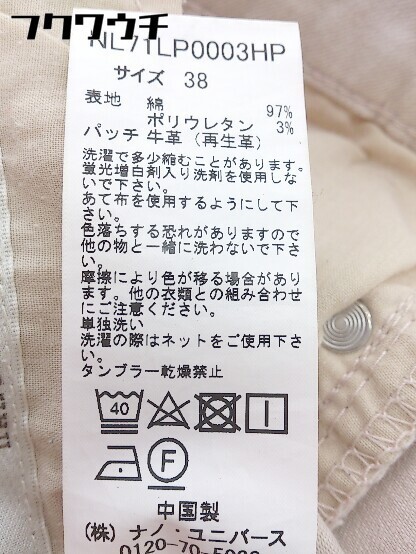 フクワウチ
NL71LP0003HP
サイズ 38
表地 綿 97%
ポリウレタン 3%
パッチ 牛革（再生革）
洗濯で多少縮むことがあります。
蛍光増白剤入り洗剤を使用しな
いで下さい。
あて布を使用するようにして下
さい。
色落ちする恐れがありますので
他の物と一緒に洗わないで下さ
い。
摩擦により色が移る場合があり
ます。他の衣類との組み合わせ
にご注意ください。
単独洗い
洗濯の際はネットをご使用下さ
い
タンブラー乾燥禁止
40
F
中国製
（株）ナノ・ユニバース
0120-70-5086